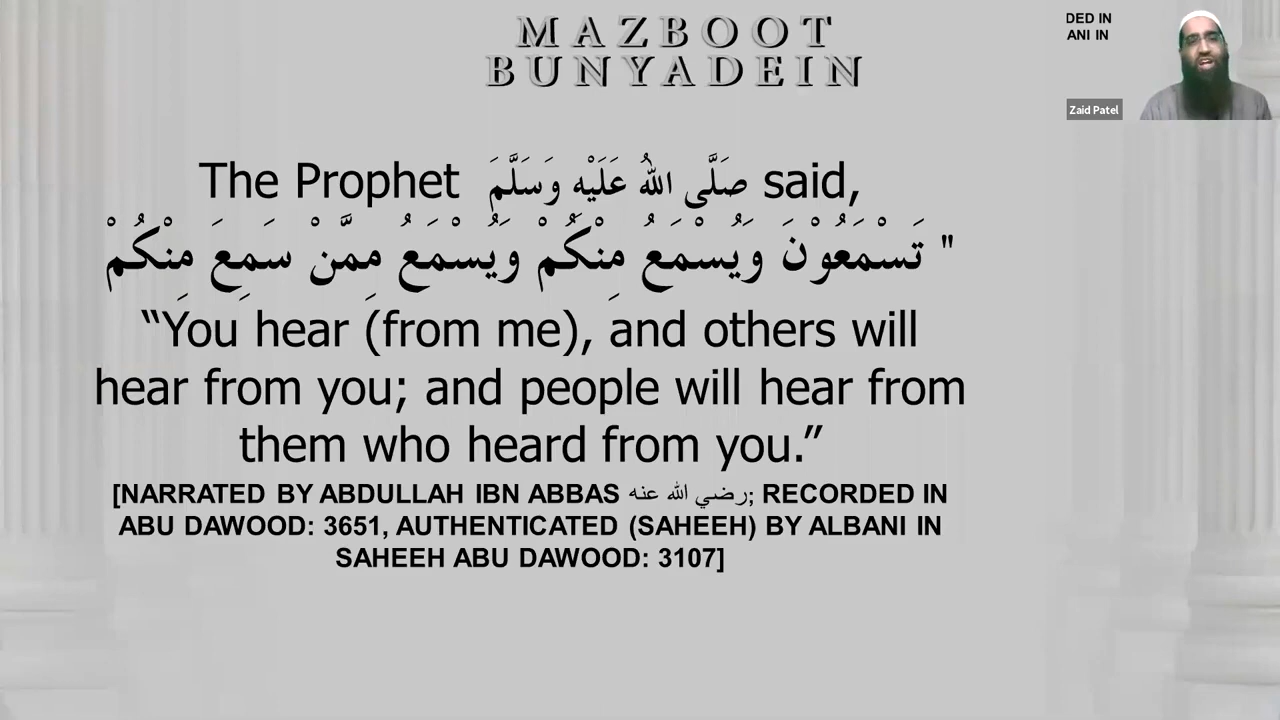 MAZBOOT
BUNYADEIN
DED IN
ANI IN
Zaid Patel
The Prophet صَلَّى اللهُ عَلَيْهِ وَسَلَّمَ said,
" تَسْمَعُوْنَ وَيُسْمَعُ مِنْكُمْ وَيُسْمَعُ مِمَّنْ سَمِعَ مِنْكُمْ
“You hear (from me), and others will
hear from you; and people will hear from
them who heard from you.”
[NARRATED BY ABDULLAH IBN ABBAS رضي الله عنه; RECORDED IN
ABU DAWOOD: 3651, AUTHENTICATED (SAHEEH) BY ALBANI IN
SAHEEH ABU DAWOOD: 3107]